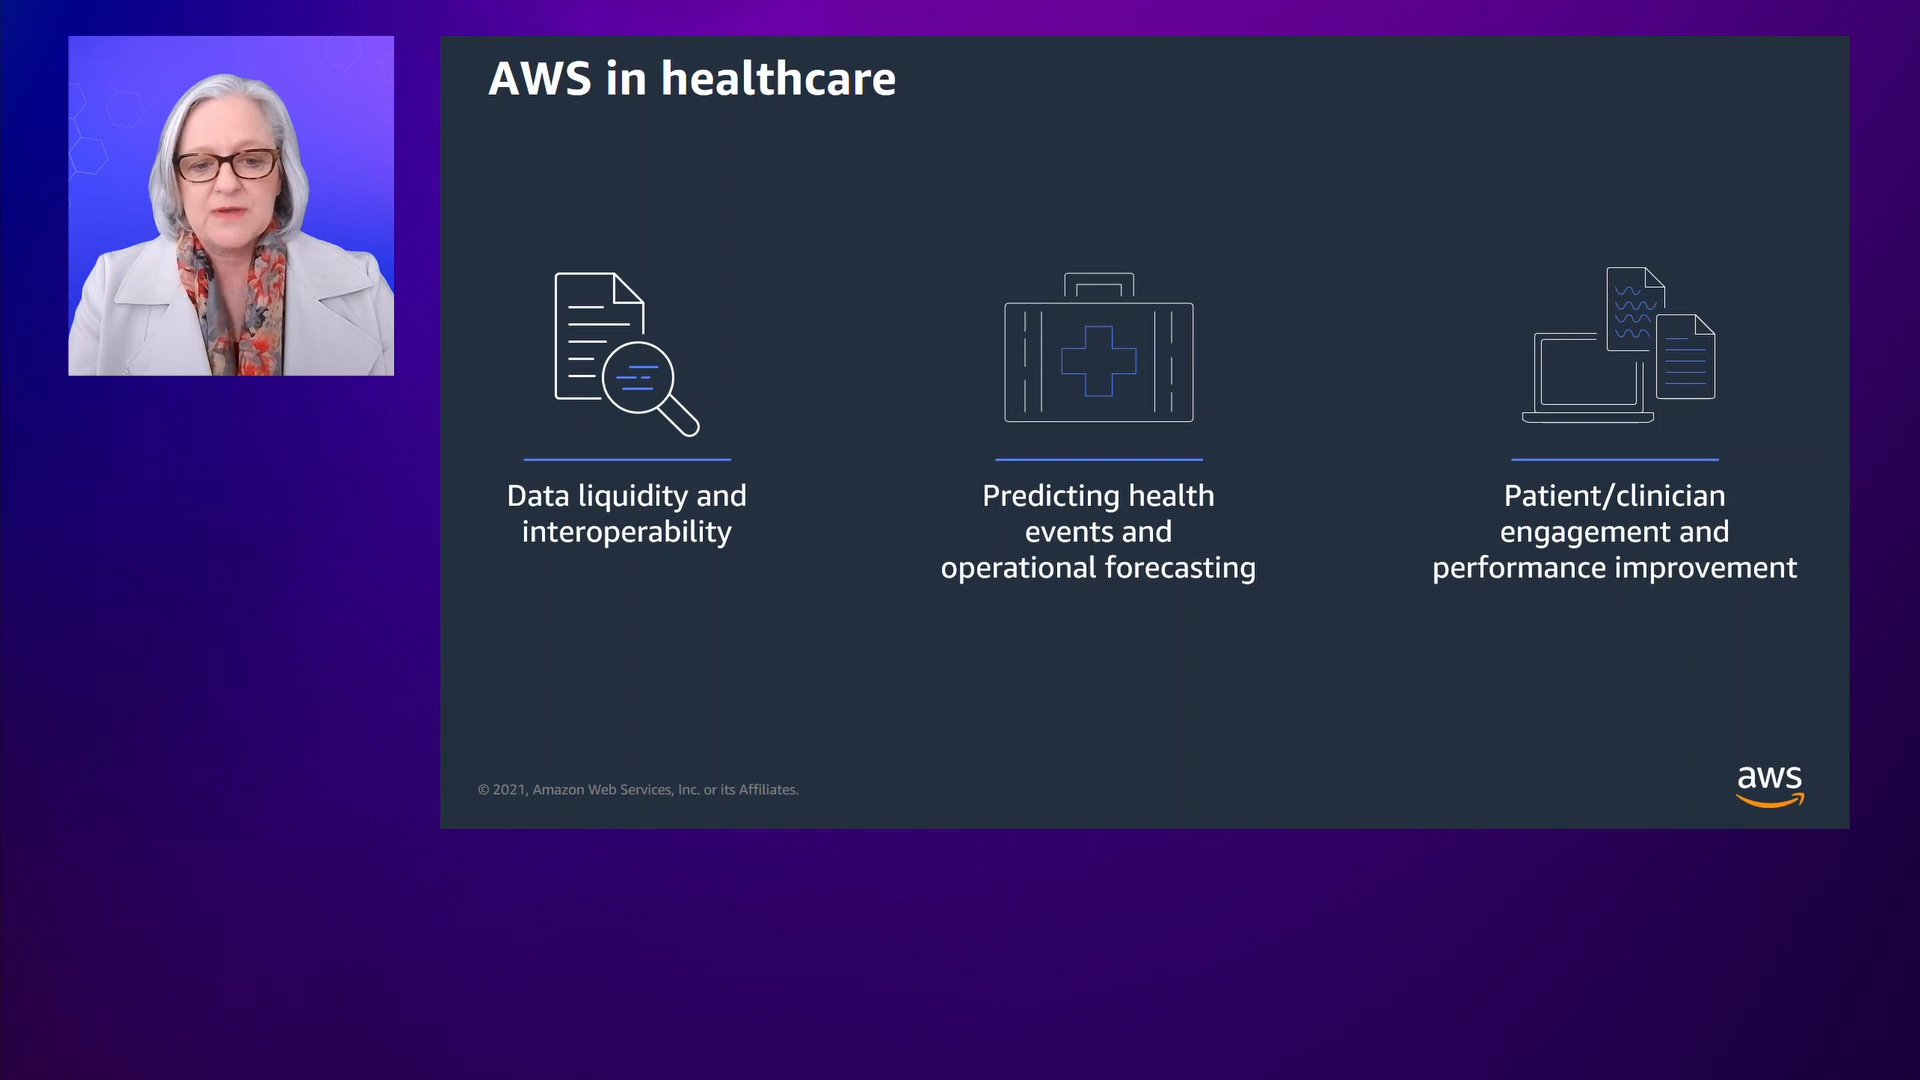 AWS in healthcare
Data liquidity and
interoperability
Predicting health
events and
operational forecasting
Patient/clinician
engagement and
performance improvement
© 2021, Amazon Web Services, Inc. or its Affiliates.
aws